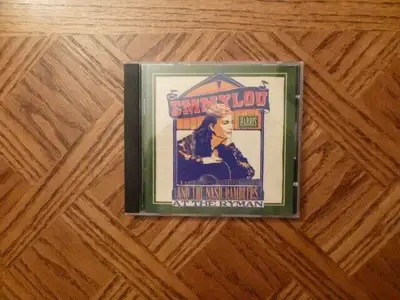 EMMYLOU
HARRIS
AND THE NASH RAMBLERS
AT THE RYMAN